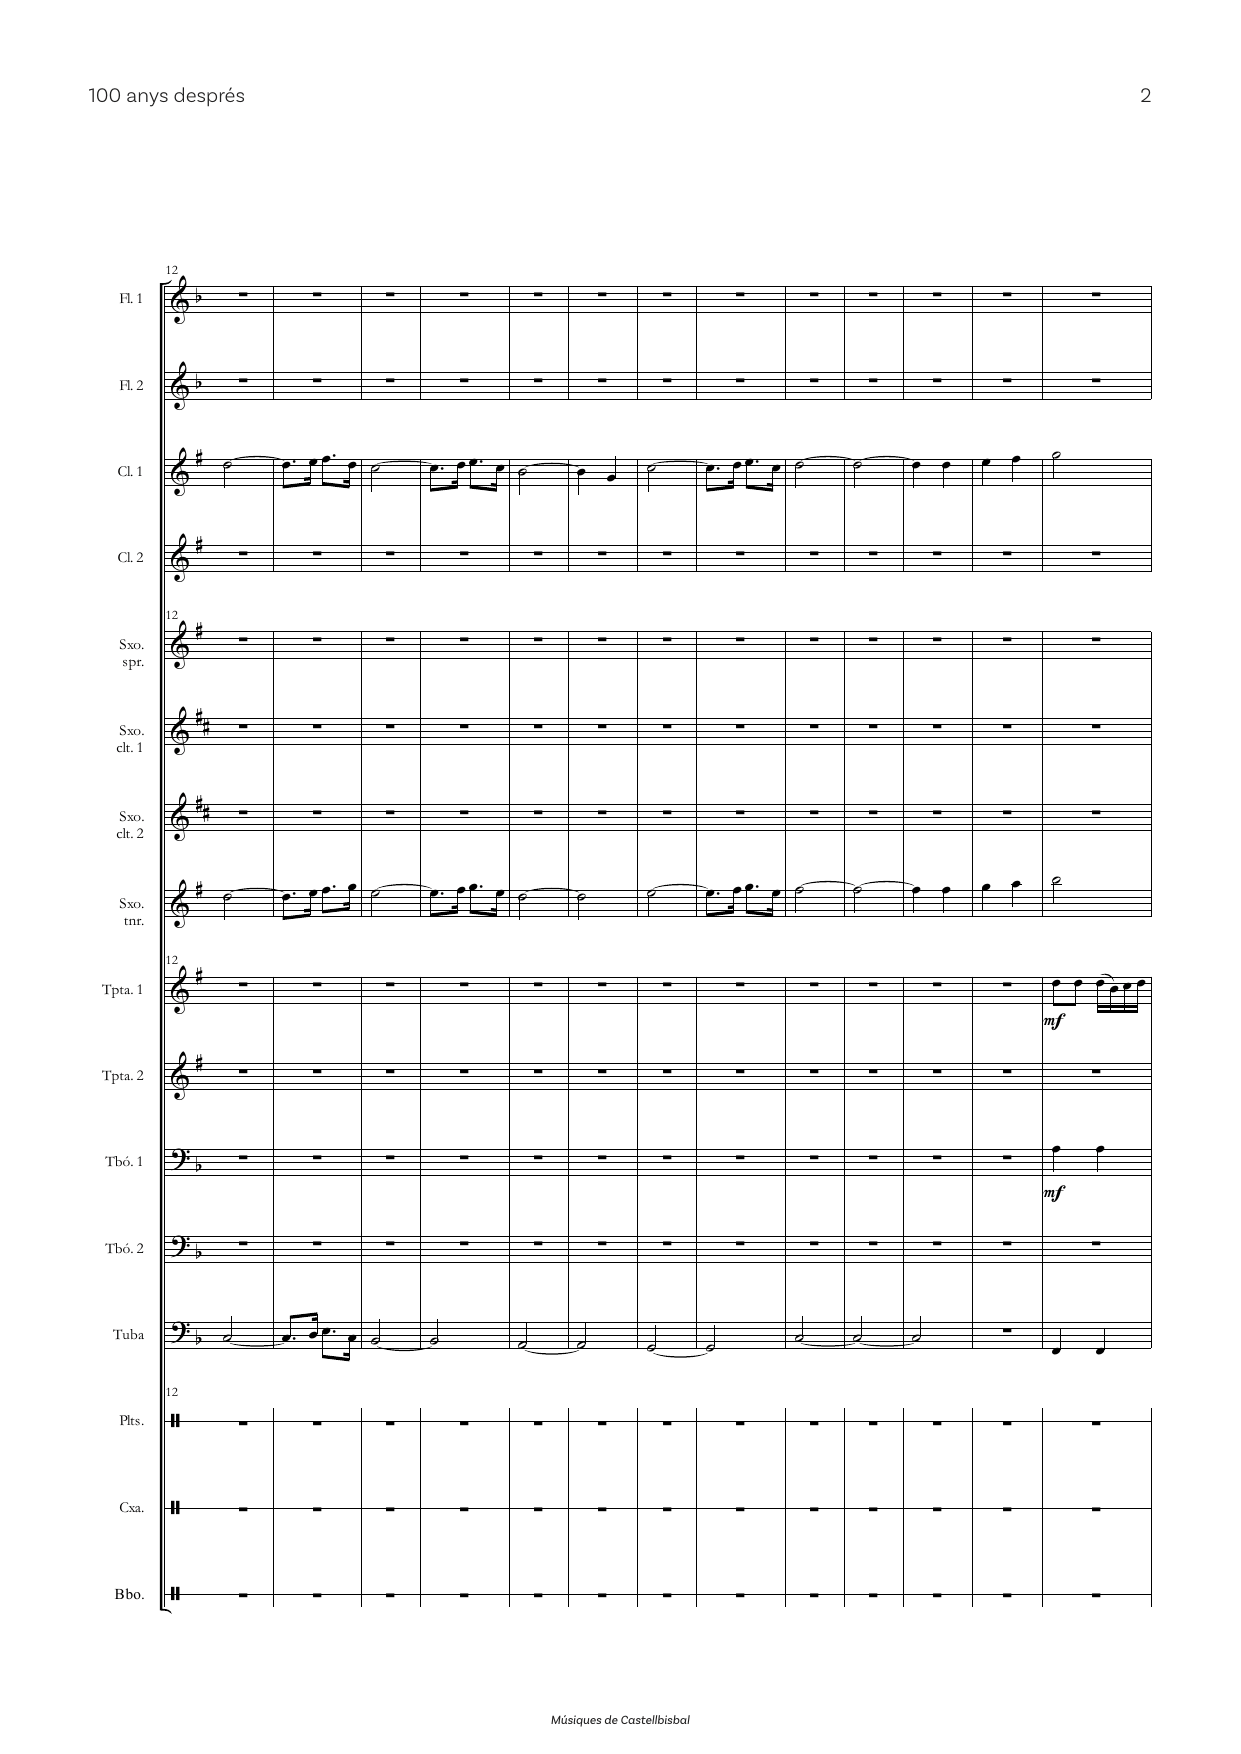 100 anys després 2
12
Fl. 1
Fl. 2
Cl. 1
Cl. 2
12
Sxo.
spr.
Sxo.
clt. 1
Sxo.
clt. 2
Sxo.
tnr.
12
Tpta. 1
mf
Tpta. 2
Tbó. 1
mf
Tbó. 2
Tuba
12
Plts.
Cxa.
Bbo.
Músiques de Castellbisbal